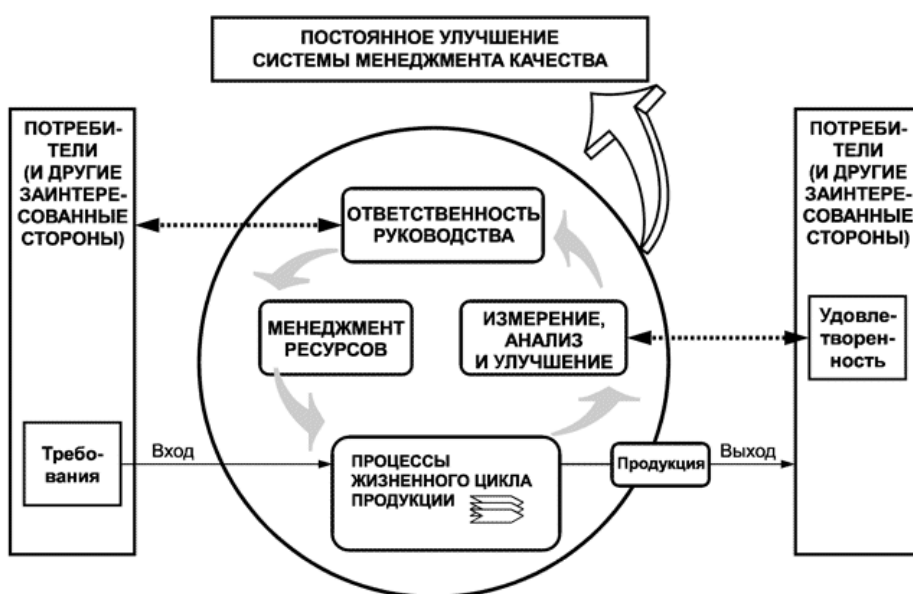 ПОСТОЯННОЕ УЛУЧШЕНИЕ
СИСТЕМЫ МЕНЕДЖМЕНТА КАЧЕСТВА
ПОТРЕБИ-
ТЕЛИ
(И ДРУГИЕ
ЗАИНТЕРЕ-
СОВАННЫЕ
СТОРОНЫ)
Требо-
вания
Вход
ОТВЕТСТВЕННОСТЬ
РУКОВОДСТВА
МЕНЕДЖМЕНТ
РЕСУРСОВ
ИЗМЕРЕНИЕ,
АНАЛИЗ
И УЛУЧШЕНИЕ
ПРОЦЕССЫ
ЖИЗНЕННОГО ЦИКЛА
ПРОДУКЦИИ
Продукция
Выход
ПОТРЕБИ-
ТЕЛИ
(И ДРУГИЕ
ЗАИНТЕРЕ-
СОВАННЫЕ
СТОРОНЫ)
Удовле-
творен-
ность